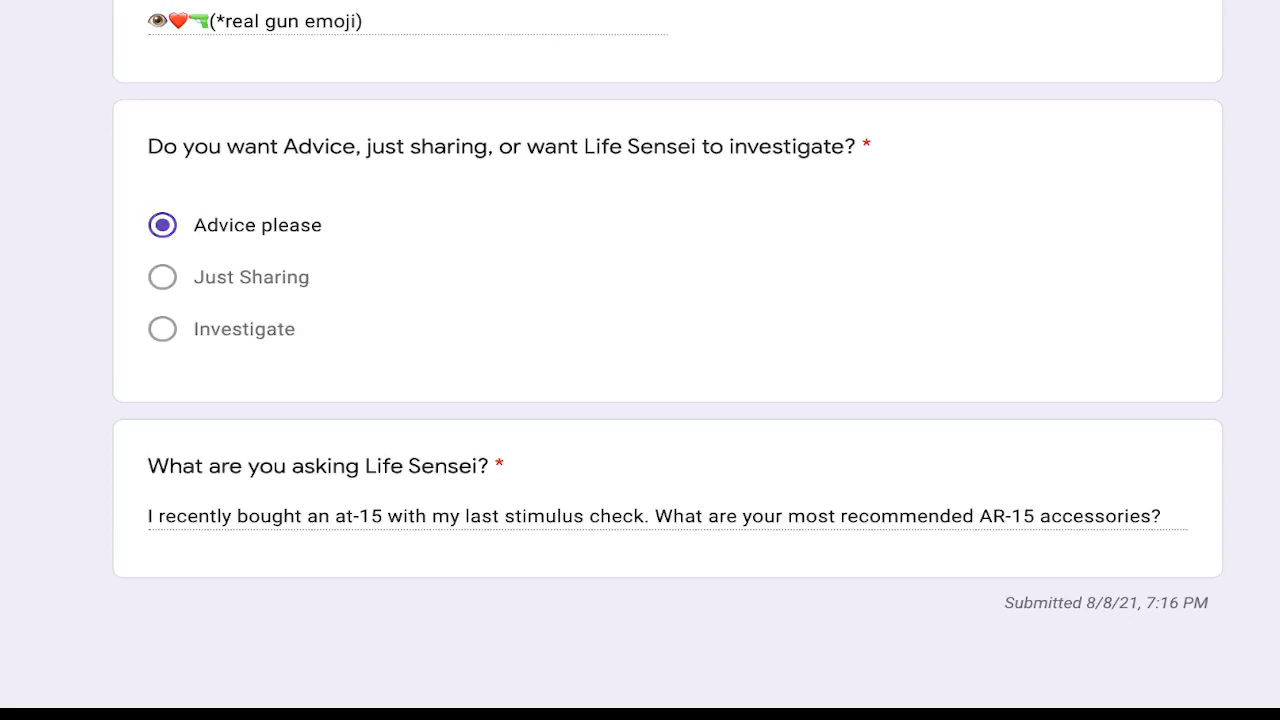 👁️❤️🔫(*real gun emoji)
Do you want Advice, just sharing, or want Life Sensei to investigate? *
Advice please
Just Sharing
Investigate
What are you asking Life Sensei? *
I recently bought an at-15 with my last stimulus check. What are your most recommended AR-15 accessories?
Submitted 8/8/21, 7:16 PM